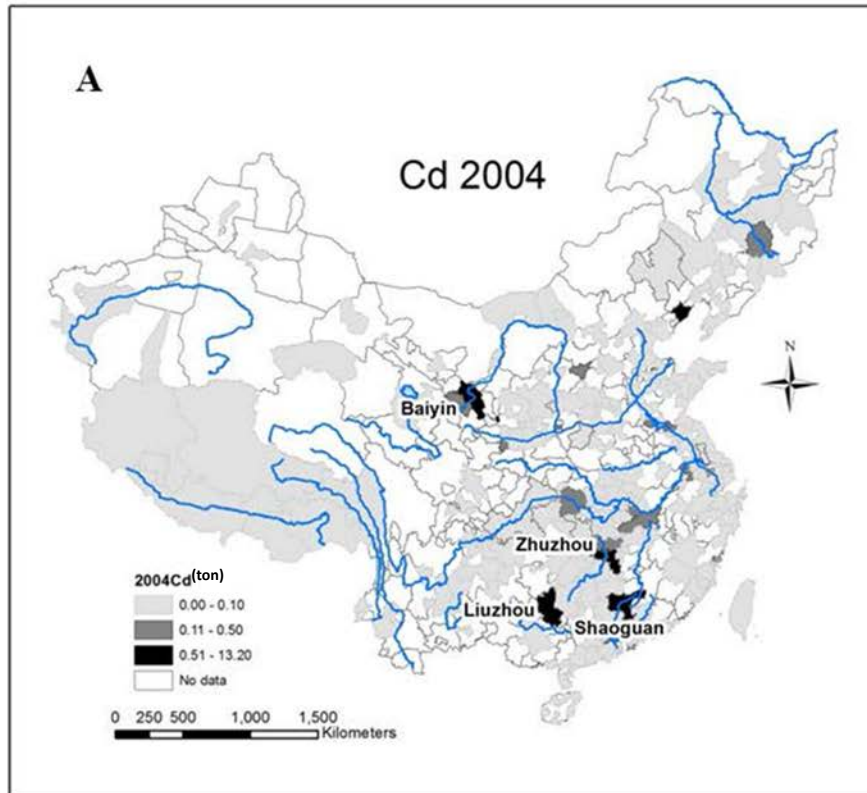 A
Cd 2004
N
Baiyin
Zhuzhou
Liuzhou
Shaoguan
2004Cd(ton)
0.00 - 0.10
0.11 - 0.50
0.51 - 13.20
No data
0 250 500 1,000 1,500
Kilometers